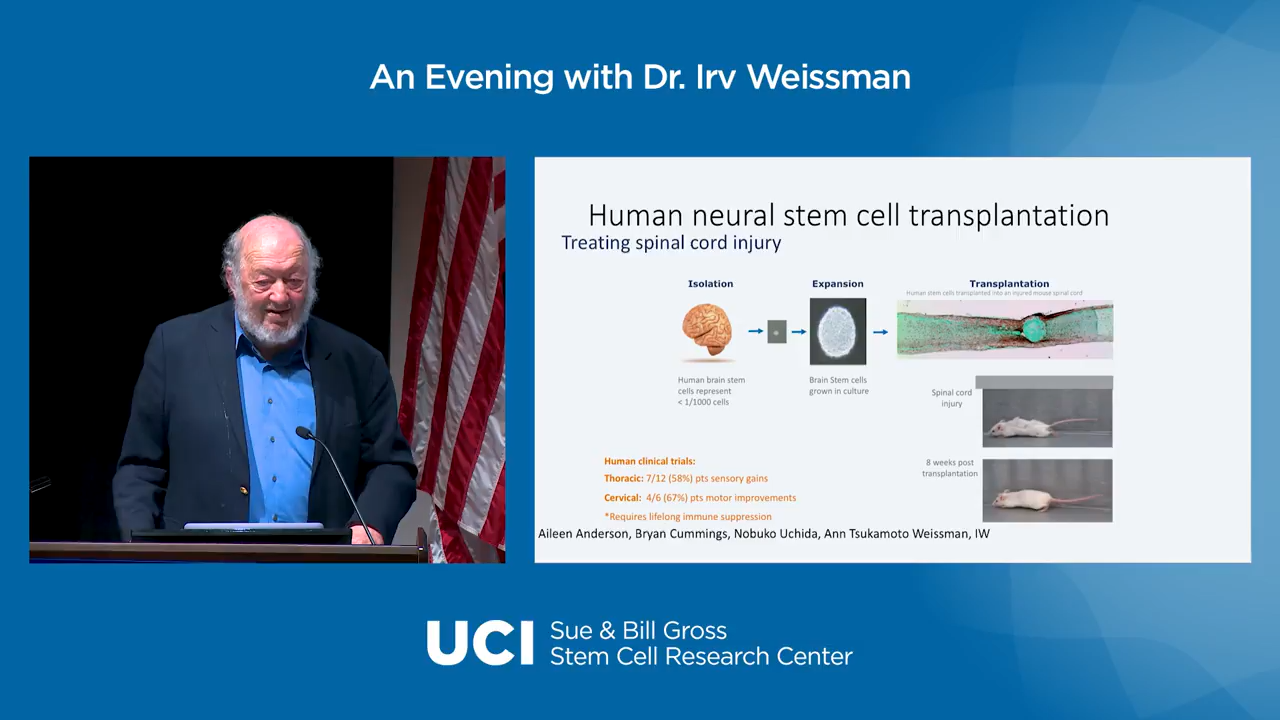 An Evening with Dr. Irv Weissman
Human neural stem cell transplantation
Treating spinal cord injury
Isolation
Expansion
Transplantation
Human stem cells transplanted into an injured mouse spinal cord
Human brain stem
cells represent
< 1/1000 cells
Brain Stem cells
grown in culture
Spinal cord
injury
8 weeks post
transplantation
Human clinical trials:
Thoracic: 7/12 (58%) pts sensory gains
Cervical: 4/6 (67%) pts motor improvements
*Requires lifelong immune suppression
Aileen Anderson, Bryan Cummings, Nobuko Uchida, Ann Tsukamoto Weissman, IW
UCI
Sue & Bill Gross
Stem Cell Research Center